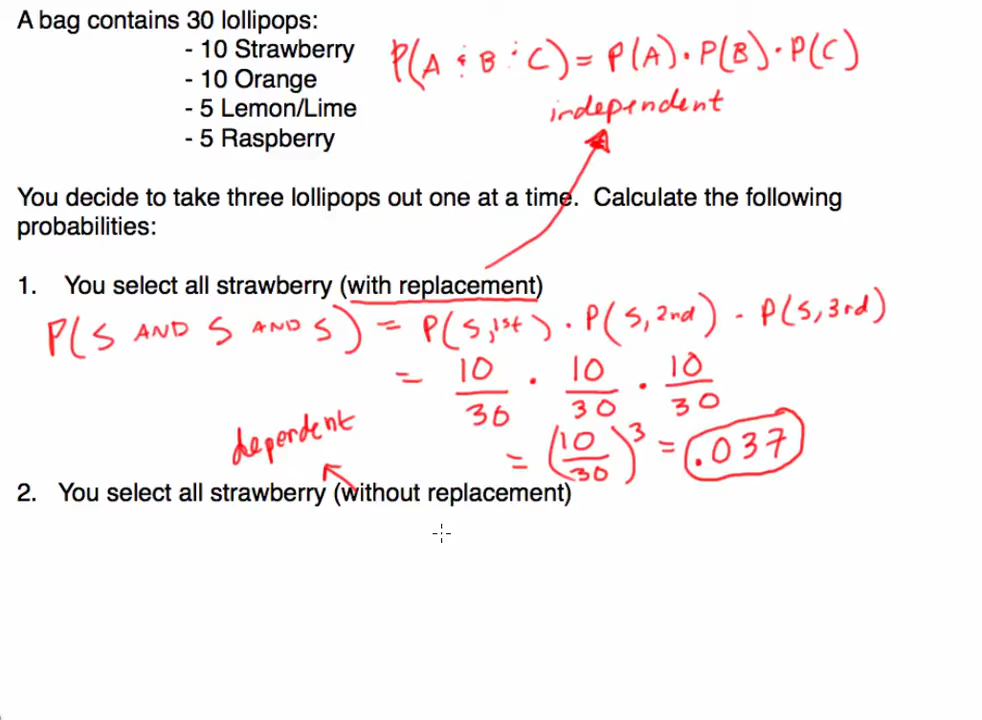 A bag contains 30 lollipops:
- 10 Strawberry
- 10 Orange
- 5 Lemon/Lime
- 5 Raspberry
P(A & B & C) = P(A) · P(B) · P(C)
independent
You decide to take three lollipops out one at a time. Calculate the following
probabilities:
1. You select all strawberry (with replacement)
P(S AND S AND S) = P(S,1st) · P(S,2nd) · P(S,3rd)
= 10/30 · 10/30 · 10/30
= (10/30)³ = .037
dependent
2. You select all strawberry (without replacement)